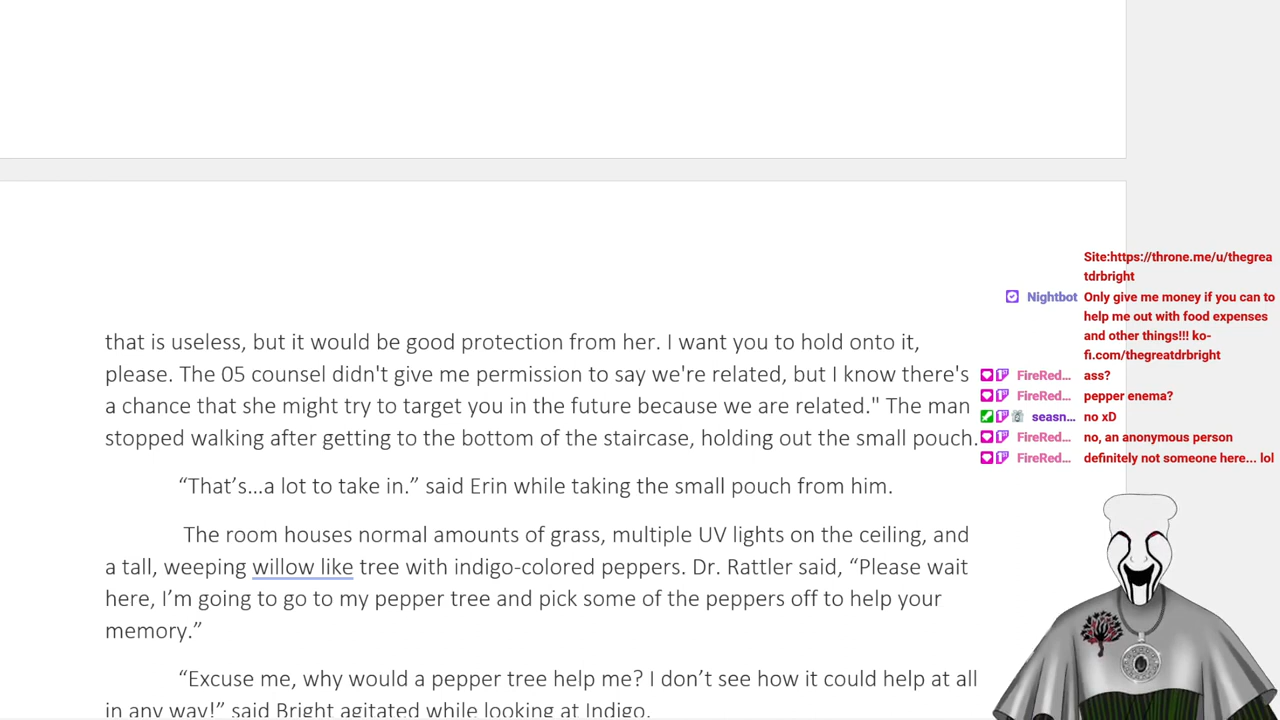 that is useless, but it would be good protection from her. I want you to hold onto it,
please. The 05 counsel didn't give me permission to say we're related, but I know there's
a chance that she might try to target you in the future because we are related." The man
stopped walking after getting to the bottom of the staircase, holding out the small pouch.
“That’s...a lot to take in.” said Erin while taking the small pouch from him.
The room houses normal amounts of grass, multiple UV lights on the ceiling, and
a tall, weeping willow like tree with indigo-colored peppers. Dr. Rattler said, “Please wait
here, I’m going to go to my pepper tree and pick some of the peppers off to help your
memory.”
“Excuse me, why would a pepper tree help me? I don’t see how it could help at all
in any way!” said Bright agitated while looking at Indigo.
Site:https://throne.me/u/thegrea
tdrbright
Nightbot Only give me money if you can to
help me out with food expenses
and other things!!! ko-
fi.com/thegreatdrbright
FireRed... ass?
FireRed... pepper enema?
seasn... no xD
FireRed... no, an anonymous person
FireRed... definitely not someone here... lol